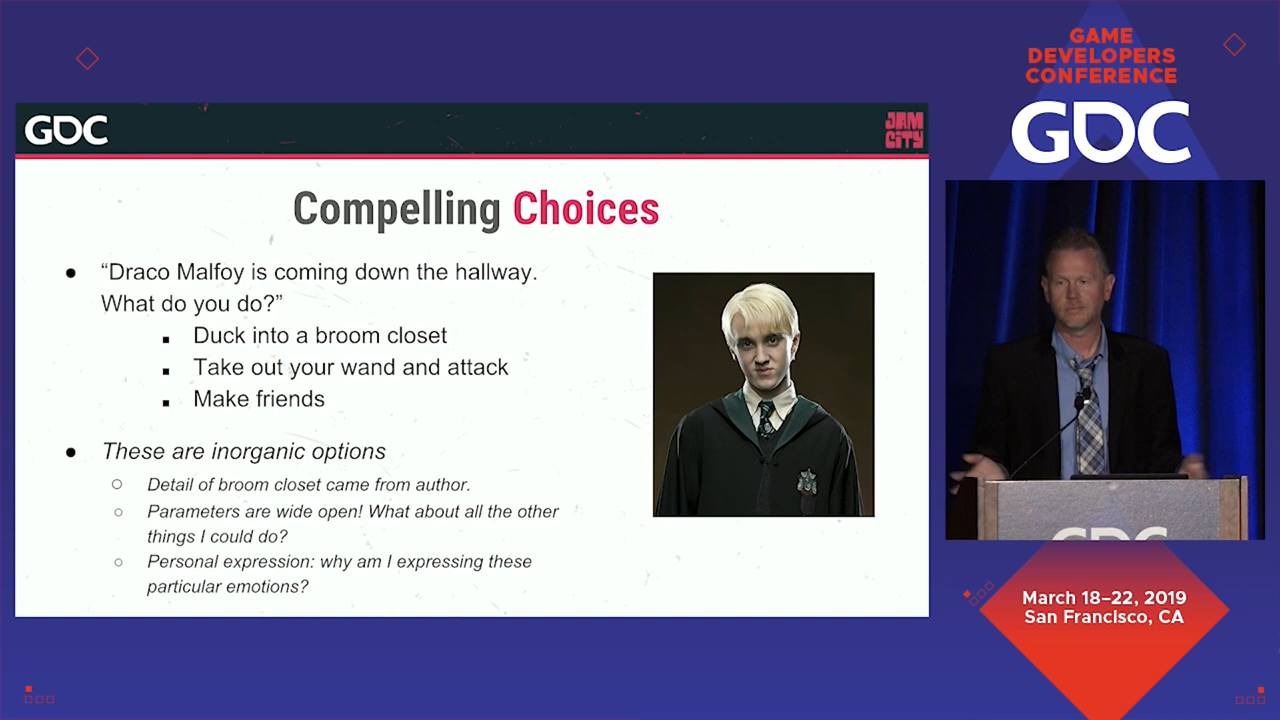 GAME
DEVELOPERS
CONFERENCE
GDC
GDC
JAM
CITY
Compelling Choices
● “Draco Malfoy is coming down the hallway.
What do you do?”
■ Duck into a broom closet
■ Take out your wand and attack
■ Make friends
● These are inorganic options
○ Detail of broom closet came from author.
○ Parameters are wide open! What about all the other
things I could do?
○ Personal expression: why am I expressing these
particular emotions?
GDC
March 18–22, 2019
San Francisco, CA